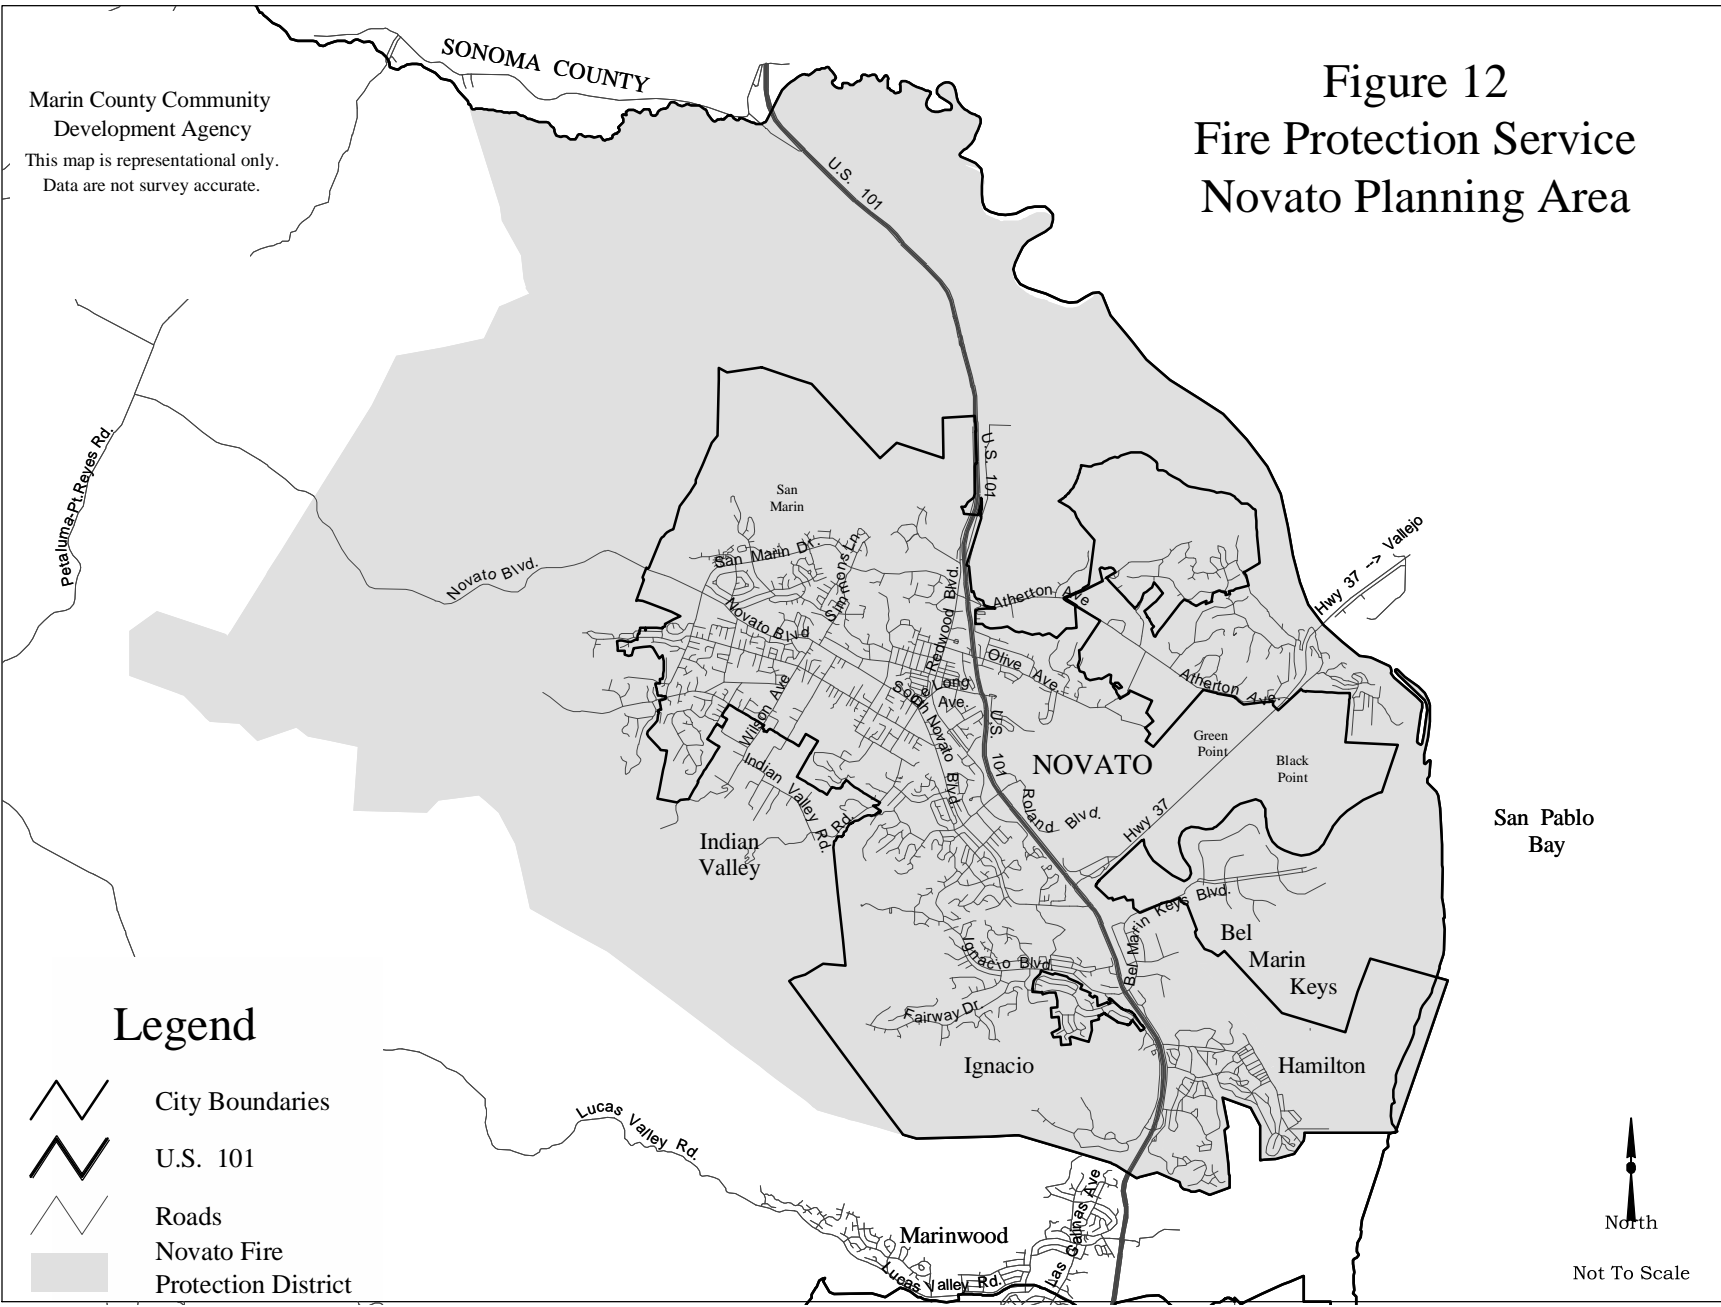 Figure 12
Fire Protection Service
Novato Planning Area
Marin County Community
Development Agency
This map is representational only.
Data are not survey accurate.
SONOMA COUNTY
U.S. 101
Petaluma-Pt.Reyes Rd.
Novato Blvd.
San
Marin
San Marin Dr.
Simmons Ln.
Novato Blvd
Redwood Blvd.
U.S. 101
Atherton Ave
Hwy 37 --> Vallejo
Olive Ave.
Atherton Ave.
De Long
Ave.
South Novato Blvd.
U.S. 101
Wilson Ave
Indian Valley Rd.
Rd.
Indian
Valley
NOVATO
Green
Point
Black
Point
Roland Blvd.
Hwy 37
San Pablo
Bay
Bel Marin Keys Blvd.
Bel
Marin
Keys
Ignacio Blvd.
Fairway Dr.
Ignacio
Hamilton
Lucas Valley Rd.
Marinwood
Las Galinas Ave
Lucas Valley Rd.
Legend
City Boundaries
U.S. 101
Roads
Novato Fire
Protection District
North
Not To Scale